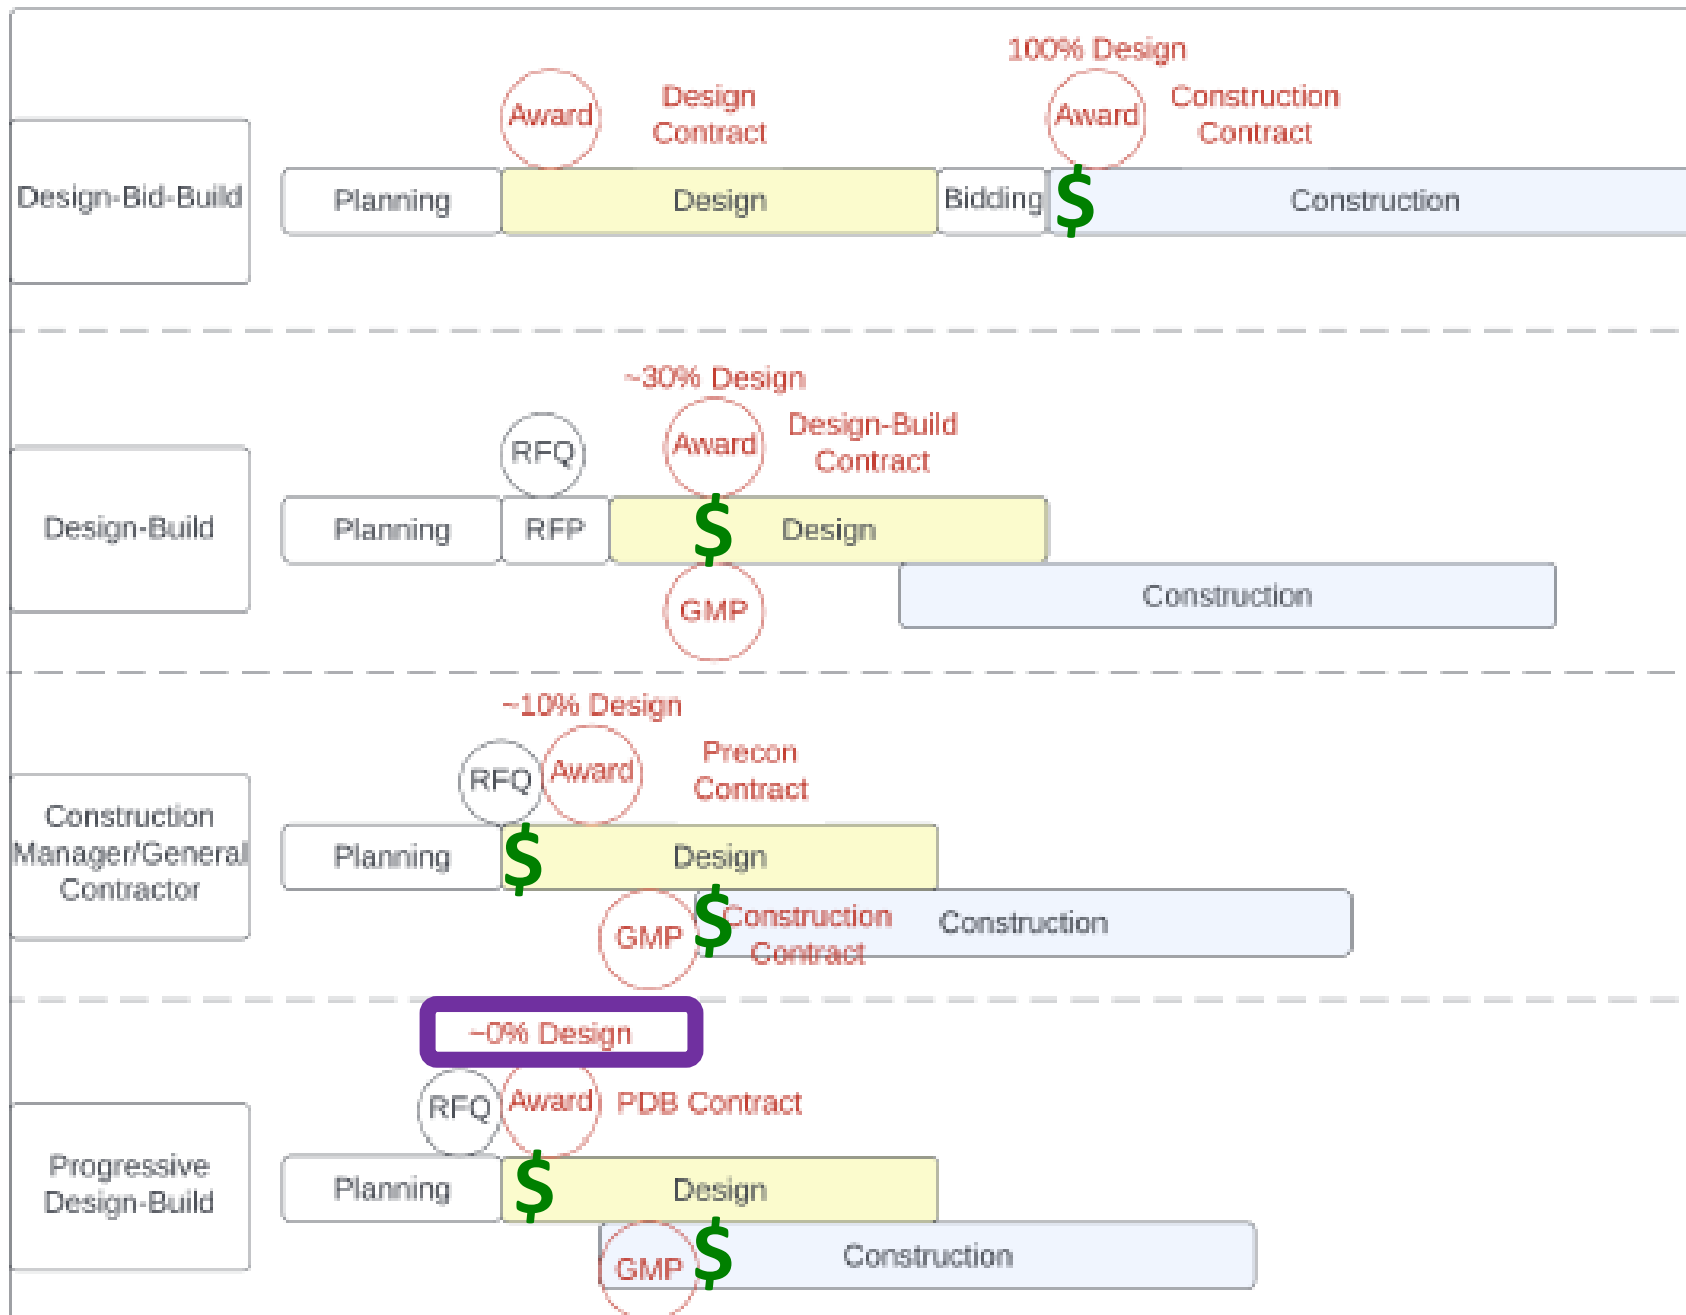 100% Design
Award
Design
Contract
Award
Construction
Contract
Design-Bid-Build
Planning
Design
Bidding
$
Construction
~30% Design
RFQ
Award
Design-Build
Contract
Design-Build
Planning
RFP
$
Design
GMP
Construction
~10% Design
RFQ
Award
Precon
Contract
Construction
Manager/General
Contractor
Planning
$
Design
GMP
$
Construction
Contract
Construction
~0% Design
RFQ
Award
PDB Contract
Progressive
Design-Build
Planning
$
Design
GMP
$
Construction